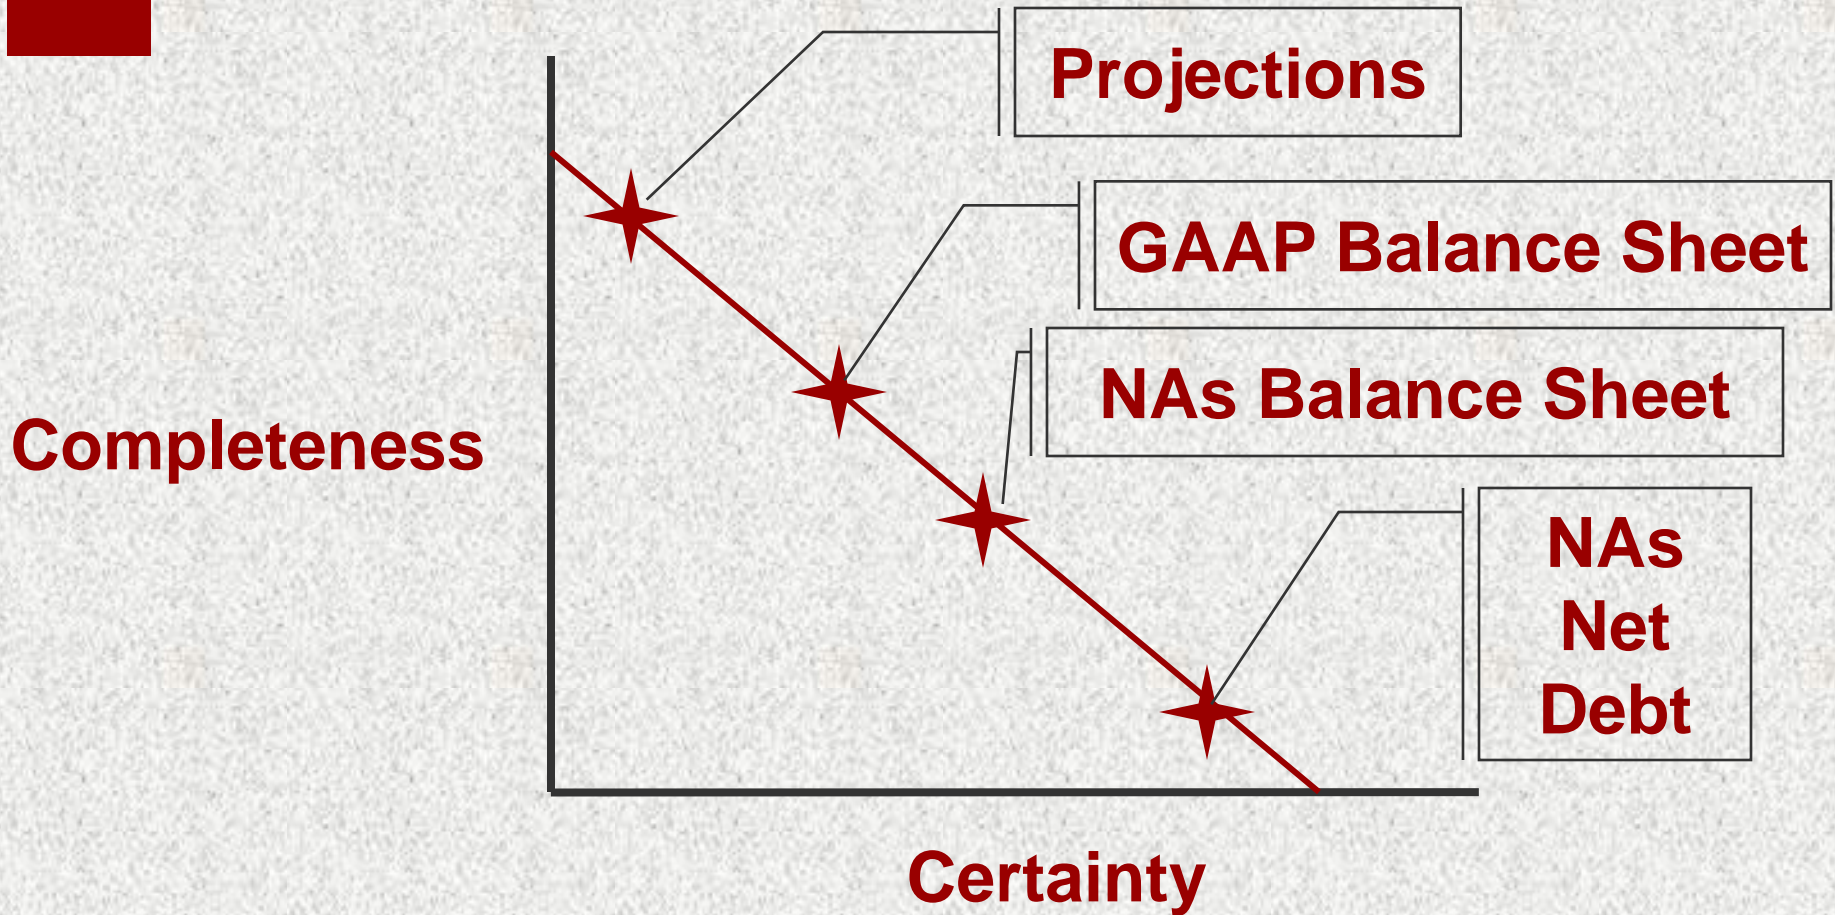 Projections
GAAP Balance Sheet
NAs Balance Sheet
Completeness
NAs
Net
Debt
Certainty